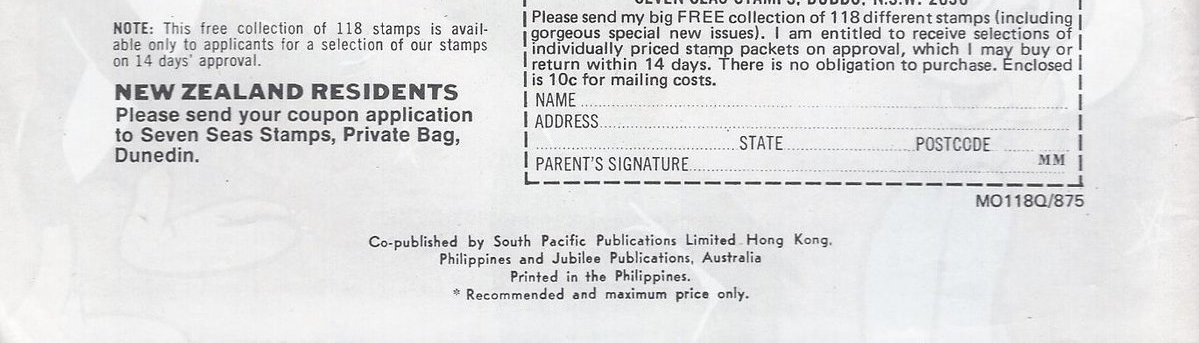 NOTE: This free collection of 118 stamps is avail-
able only to applicants for a selection of our stamps
on 14 days' approval.
NEW ZEALAND RESIDENTS
Please send your coupon application
to Seven Seas Stamps, Private Bag,
Dunedin.
SEVEN SEAS STAMPS, DUBBO, N.S.W. 2830
Please send my big FREE collection of 118 different stamps (including
gorgeous special new issues). I am entitled to receive selections of
individually priced stamp packets on approval, which I may buy or
return within 14 days. There is no obligation to purchase. Enclosed
is 10c for mailing costs.
NAME
ADDRESS
STATE POSTCODE
PARENT'S SIGNATURE MM
MO118Q/875
Co-published by South Pacific Publications Limited Hong Kong,
Philippines and Jubilee Publications, Australia
Printed in the Philippines.
* Recommended and maximum price only.